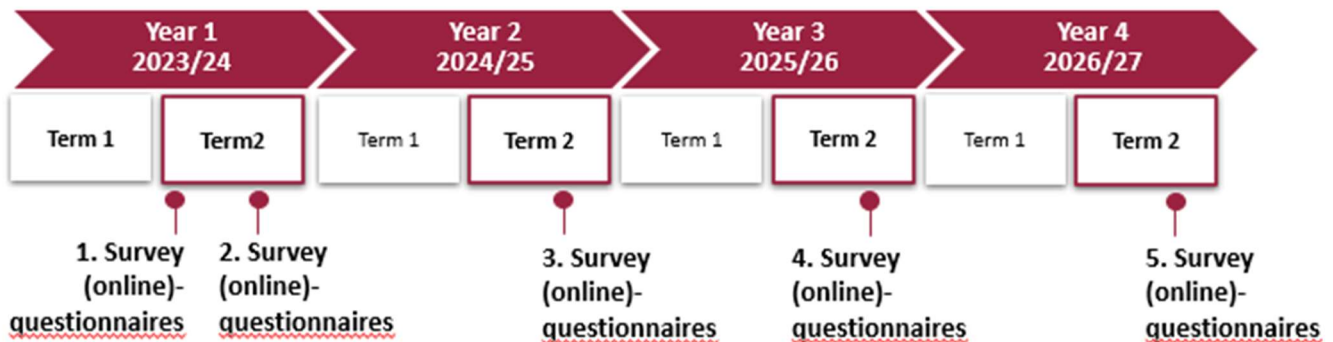 Year 1
2023/24
Year 2
2024/25
Year 3
2025/26
Year 4
2026/27
Term 1
Term2
Term 1
Term 2
Term 1
Term 2
Term 1
Term 2
1. Survey
(online)-
questionnaires
2. Survey
(online)-
questionnaires
3. Survey
(online)-
questionnaires
4. Survey
(online)-
questionnaires
5. Survey
(online)-
questionnaires